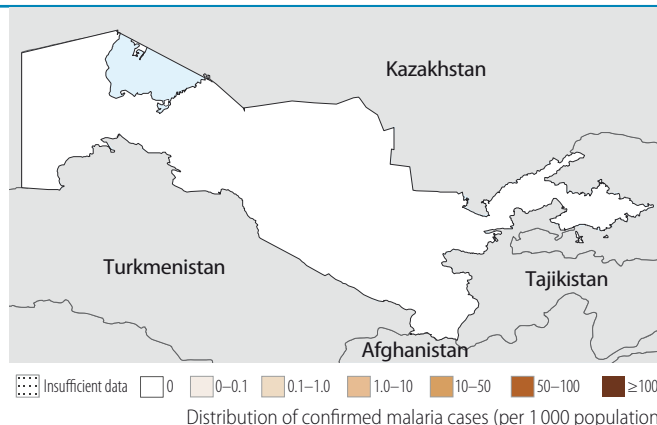 Kazakhstan
Turkmenistan
Tajikistan
Afghanistan
Insufficient data 0 0–0.1 0.1–1.0 1.0–10 10–50 50–100 ≥100
Distribution of confirmed malaria cases (per 1 000 population